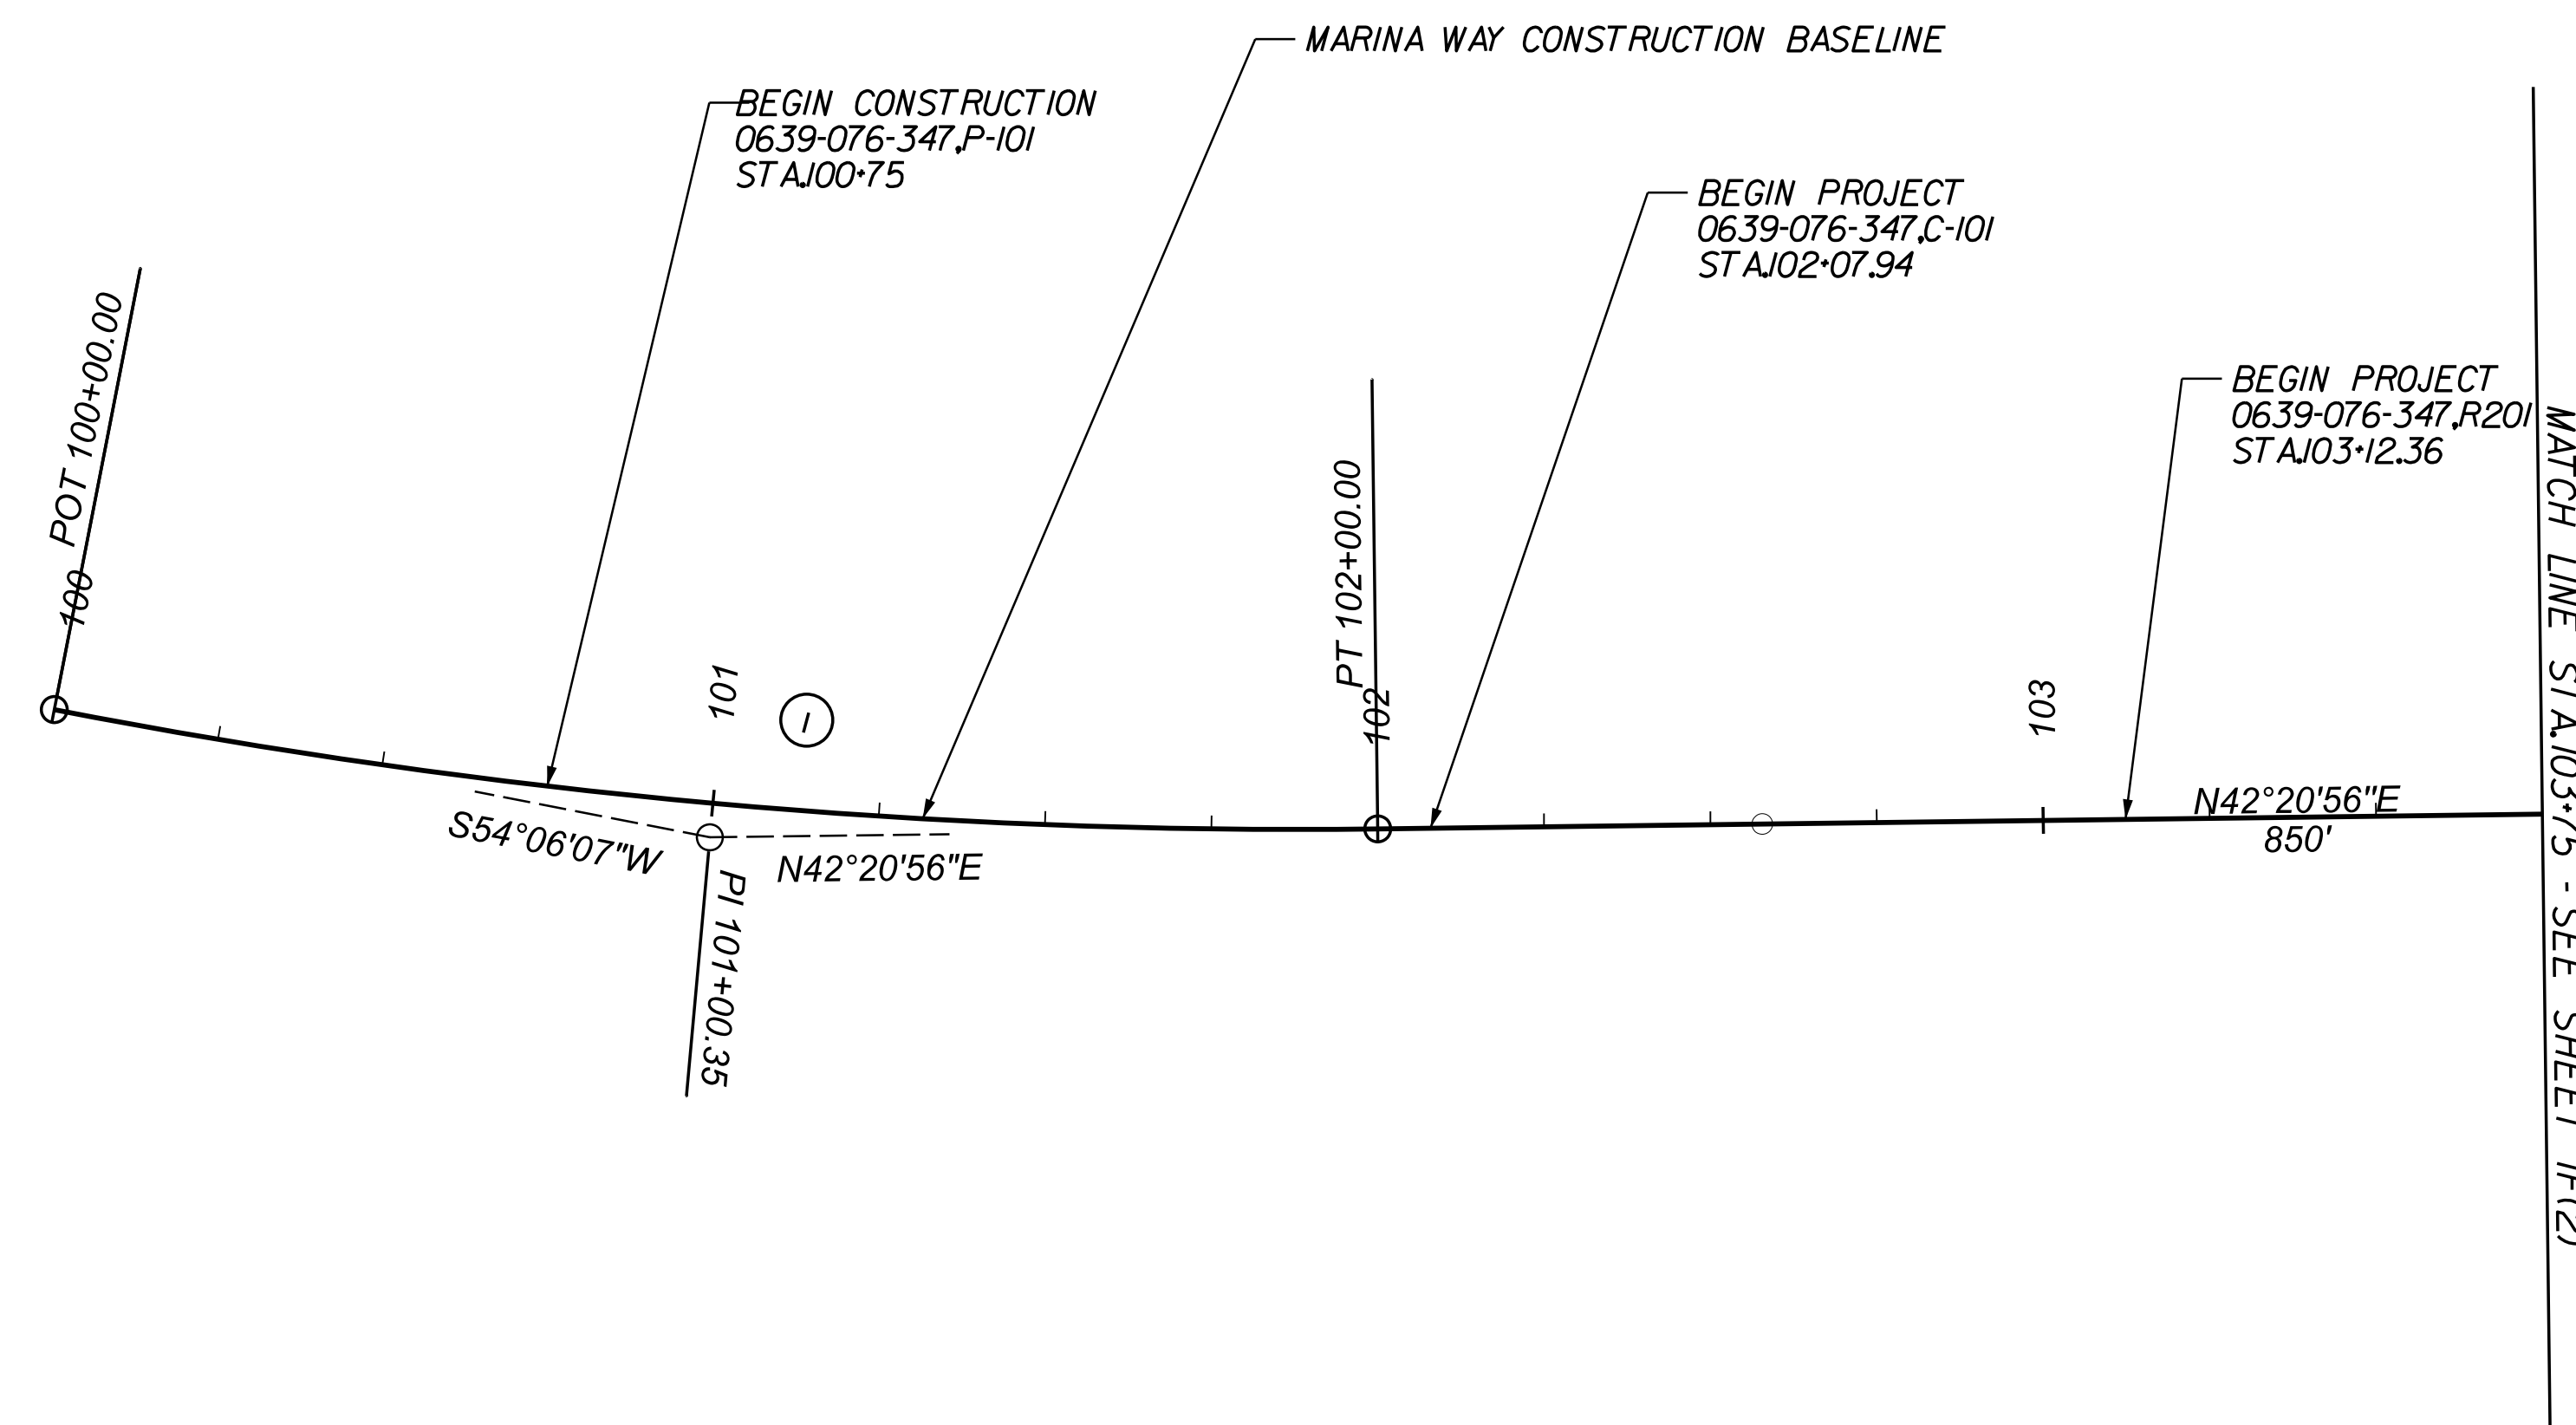 MARINA WAY CONSTRUCTION BASELINE
BEGIN CONSTRUCTION
0639-076-347,P-101
STA.100+75
BEGIN PROJECT
0639-076-347,C-101
STA.102+07.94
BEGIN PROJECT
0639-076-347,R201
STA.103+12.36
POT 100+00.00
100
101
1
PT 102+00.00
102
103
S54°06'07"W
N42°20'56"E
PI 101+00.35
N42°20'56"E
850'
MATCH LINE STA.103+75 - SEE SHEET 1F(2)